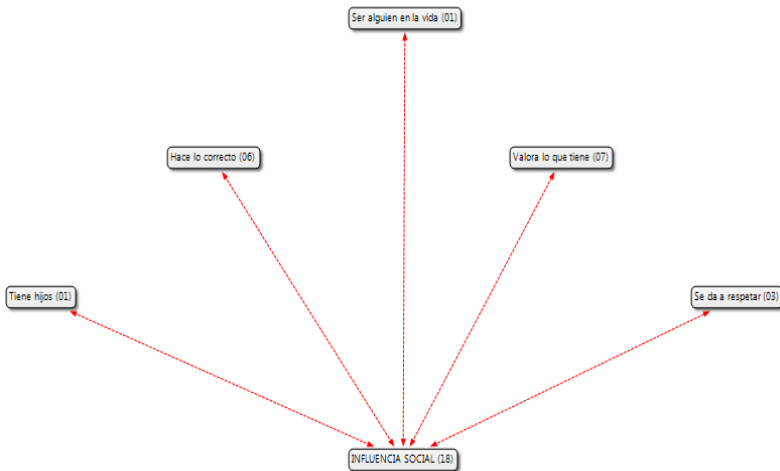 Ser alguien en la vida (01)
Hace lo correcto (06)
Valora lo que tiene (07)
Tiene hijos (01)
Se da a respetar (03)
INFLUENCIA SOCIAL (18)